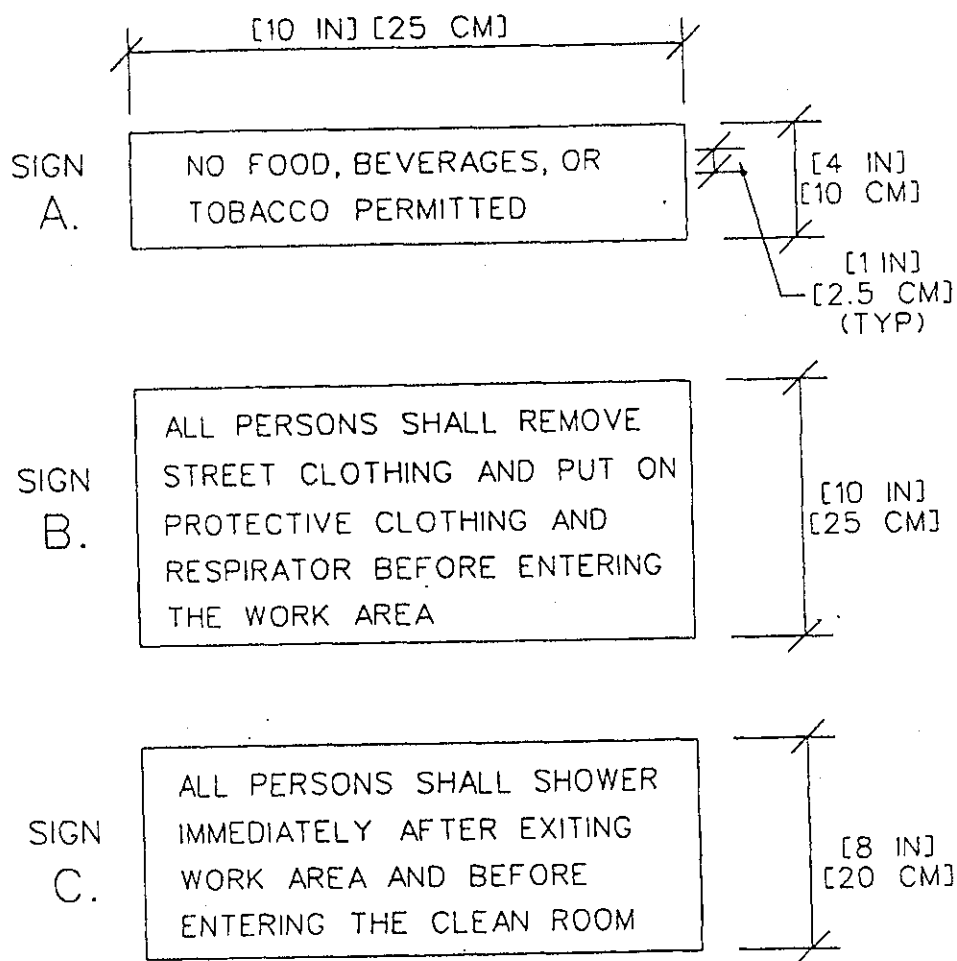 [10 IN] [25 CM]
SIGN
A.
NO FOOD, BEVERAGES, OR
TOBACCO PERMITTED
[4 IN]
[10 CM]
[1 IN]
[2.5 CM]
(TYP)
SIGN
B.
ALL PERSONS SHALL REMOVE
STREET CLOTHING AND PUT ON
PROTECTIVE CLOTHING AND
RESPIRATOR BEFORE ENTERING
THE WORK AREA
[10 IN]
[25 CM]
SIGN
C.
ALL PERSONS SHALL SHOWER
IMMEDIATELY AFTER EXITING
WORK AREA AND BEFORE
ENTERING THE CLEAN ROOM
[8 IN]
[20 CM]